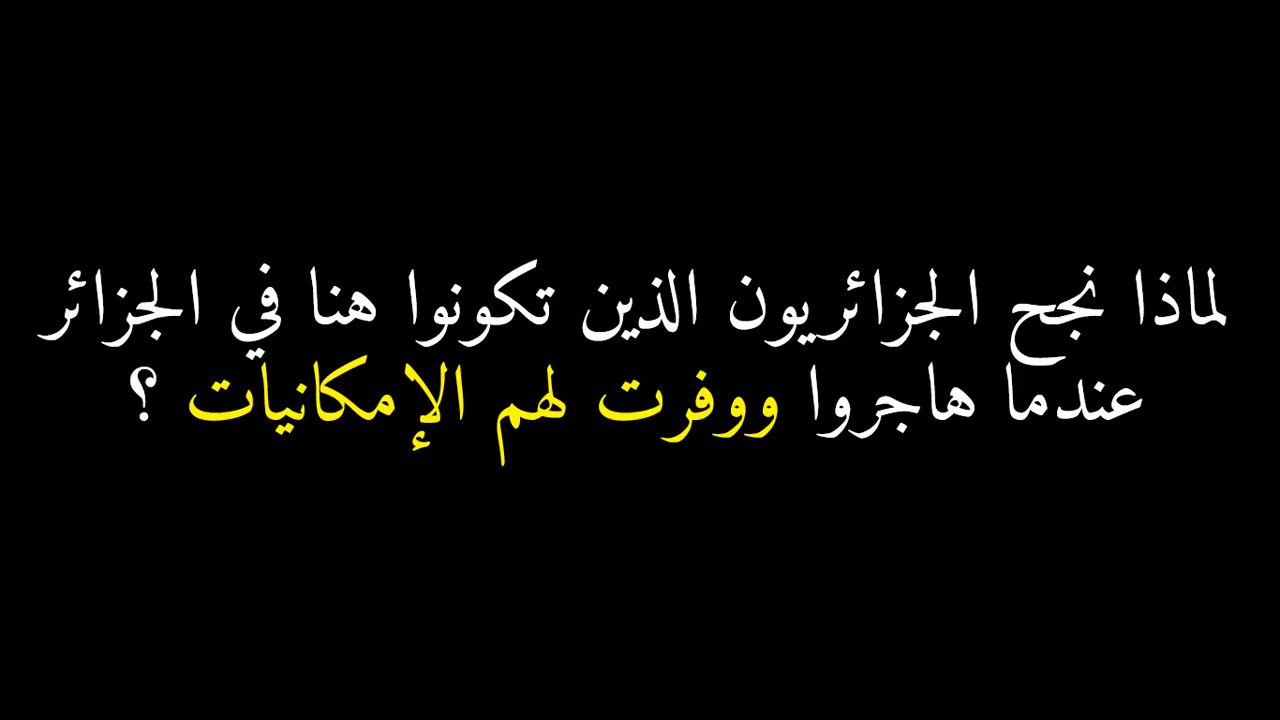 لماذا نجح الجزائريون الذين تكونوا هنا في الجزائر
عندما هاجروا ووفرت لهم الإمكانيات ؟